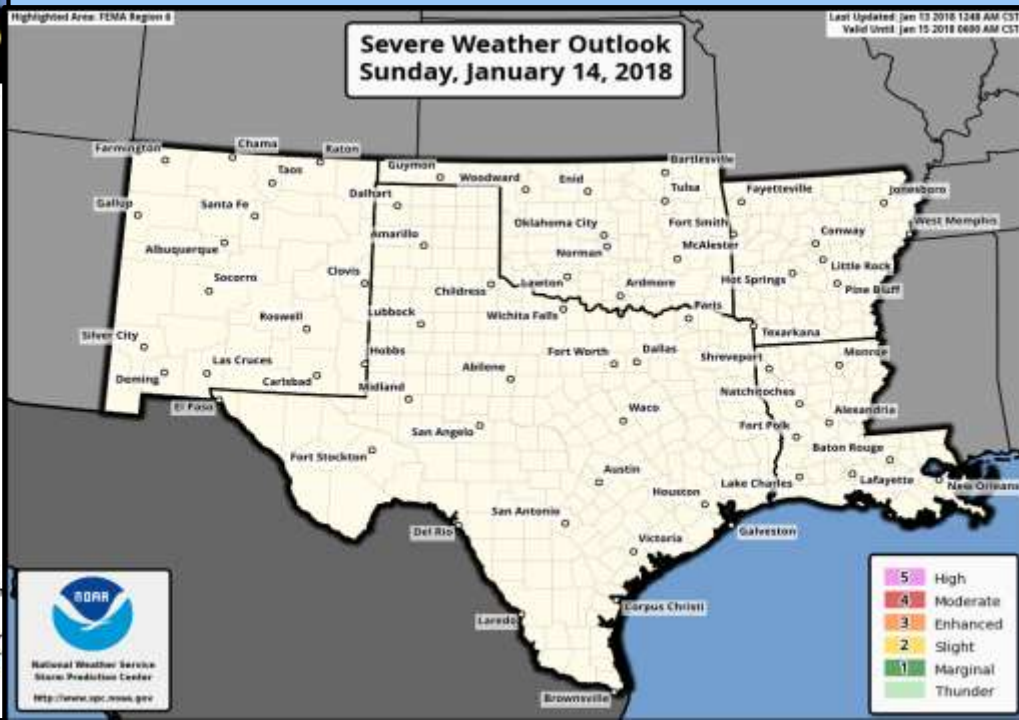 Highlighted Area: FEMA Region 6
Last Updated: Jan 13 2018 1248 AM CST
Valid Until: Jan 15 2018 0600 AM CST
Severe Weather Outlook
Sunday, January 14, 2018
Farmington
Chama
Raton
Taos
Guymon
Woodward
Enid
Bartlesville
Tulsa
Fayetteville
Jonesboro
Gallup
Santa Fe
Dalhart
Amarillo
Oklahoma City
Norman
Fort Smith
McAlester
Conway
West Memphis
Albuquerque
Socorro
Clovis
Childress
Lawton
Ardmore
Hot Springs
Little Rock
Pine Bluff
Roswell
Lubbock
Wichita Falls
Paris
Texarkana
Silver City
Las Cruces
Hobbs
Fort Worth
Dallas
Shreveport
Monroe
Deming
Carlsbad
Midland
Abilene
Natchitoches
El Paso
San Angelo
Waco
Fort Polk
Alexandria
Fort Stockton
Austin
Baton Rouge
Lake Charles
Lafayette
New Orleans
Houston
San Antonio
Del Rio
Galveston
Victoria
Laredo
Corpus Christi
Brownsville
NOAA
National Weather Service
Storm Prediction Center
http://www.spc.noaa.gov
5 High
4 Moderate
3 Enhanced
2 Slight
1 Marginal
Thunder